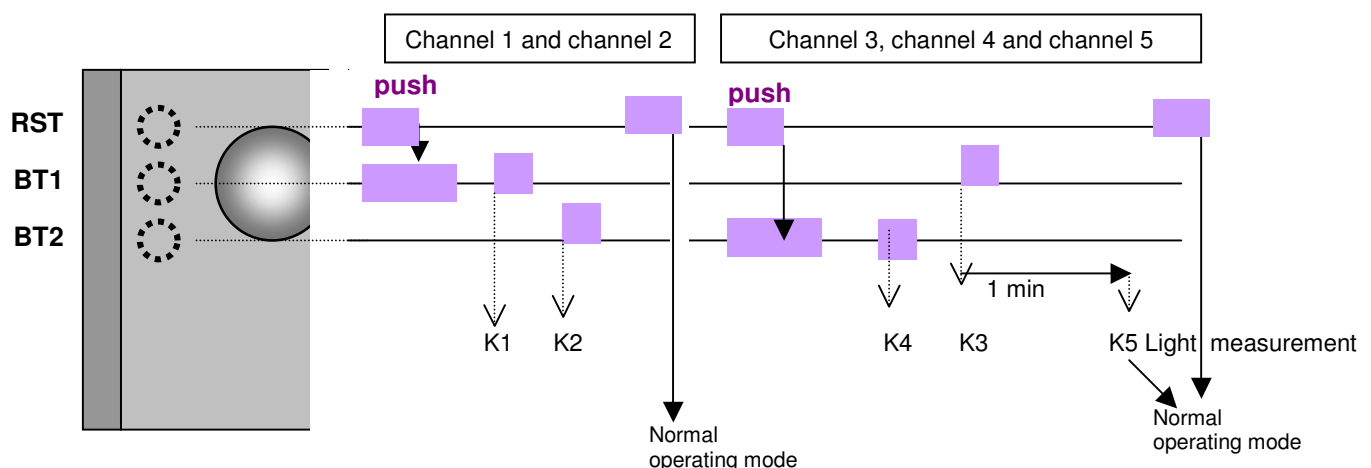 Channel 1 and channel 2
Channel 3, channel 4 and channel 5
push
push
RST
BT1
BT2
1 min
K1
K2
K4
K3
K5 Light measurement
Normal
operating mode
Normal
operating mode